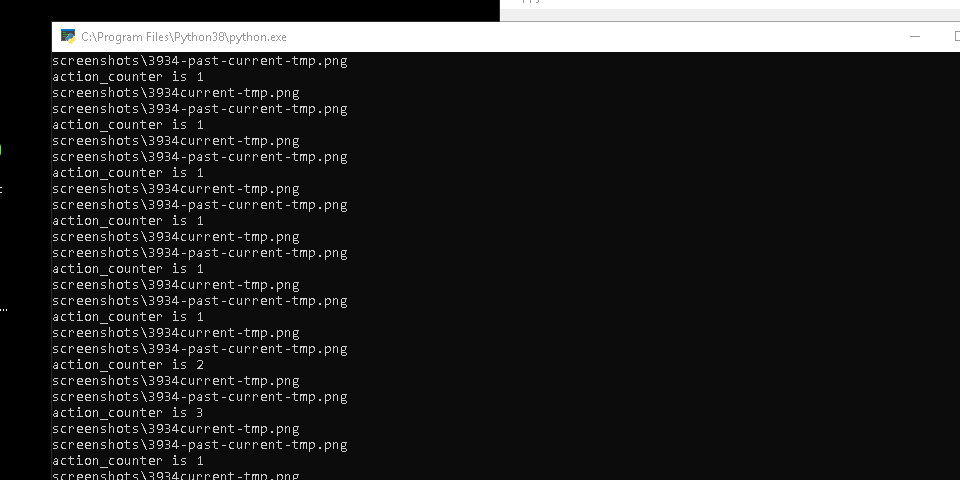 C:\Program Files\Python38\python.exe
screenshots\3934-past-current-tmp.png
action_counter is 1
screenshots\3934current-tmp.png
screenshots\3934-past-current-tmp.png
action_counter is 1
screenshots\3934current-tmp.png
screenshots\3934-past-current-tmp.png
action_counter is 1
screenshots\3934current-tmp.png
screenshots\3934-past-current-tmp.png
action_counter is 1
screenshots\3934current-tmp.png
screenshots\3934-past-current-tmp.png
action_counter is 1
screenshots\3934current-tmp.png
screenshots\3934-past-current-tmp.png
action_counter is 1
screenshots\3934current-tmp.png
screenshots\3934-past-current-tmp.png
action_counter is 2
screenshots\3934current-tmp.png
screenshots\3934-past-current-tmp.png
action_counter is 3
screenshots\3934current-tmp.png
screenshots\3934-past-current-tmp.png
action_counter is 1
screenshots\3934current-tmp.png